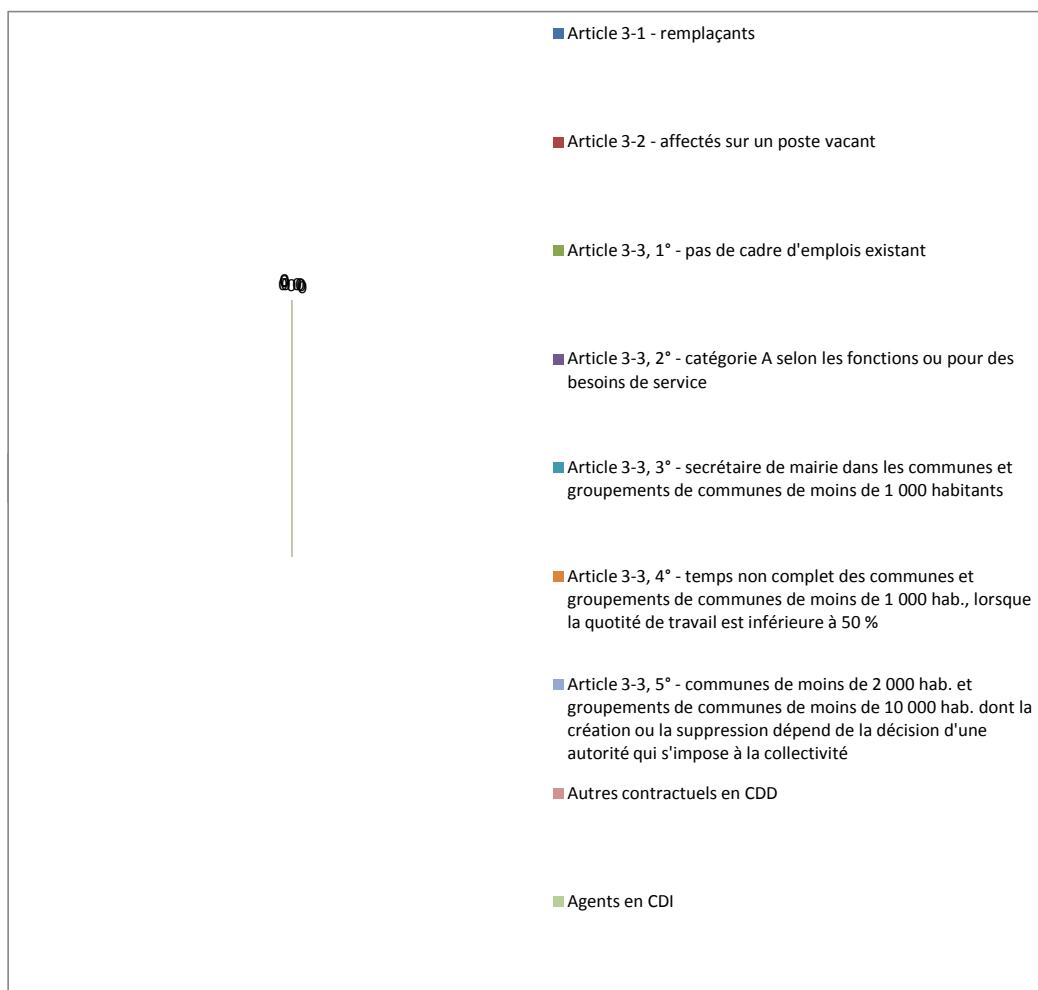 Article 3-1 - remplaçants
Article 3-2 - affectés sur un poste vacant
Article 3-3, 1° - pas de cadre d'emplois existant
Article 3-3, 2° - catégorie A selon les fonctions ou pour des
besoins de service
Article 3-3, 3° - secrétaire de mairie dans les communes et
groupements de communes de moins de 1 000 habitants
Article 3-3, 4° - temps non complet des communes et
groupements de communes de moins de 1 000 hab., lorsque
la quotité de travail est inférieure à 50 %
Article 3-3, 5° - communes de moins de 2 000 hab. et
groupements de communes de moins de 10 000 hab. dont la
création ou la suppression dépend de la décision d'une
autorité qui s'impose à la collectivité
Autres contractuels en CDD
Agents en CDI